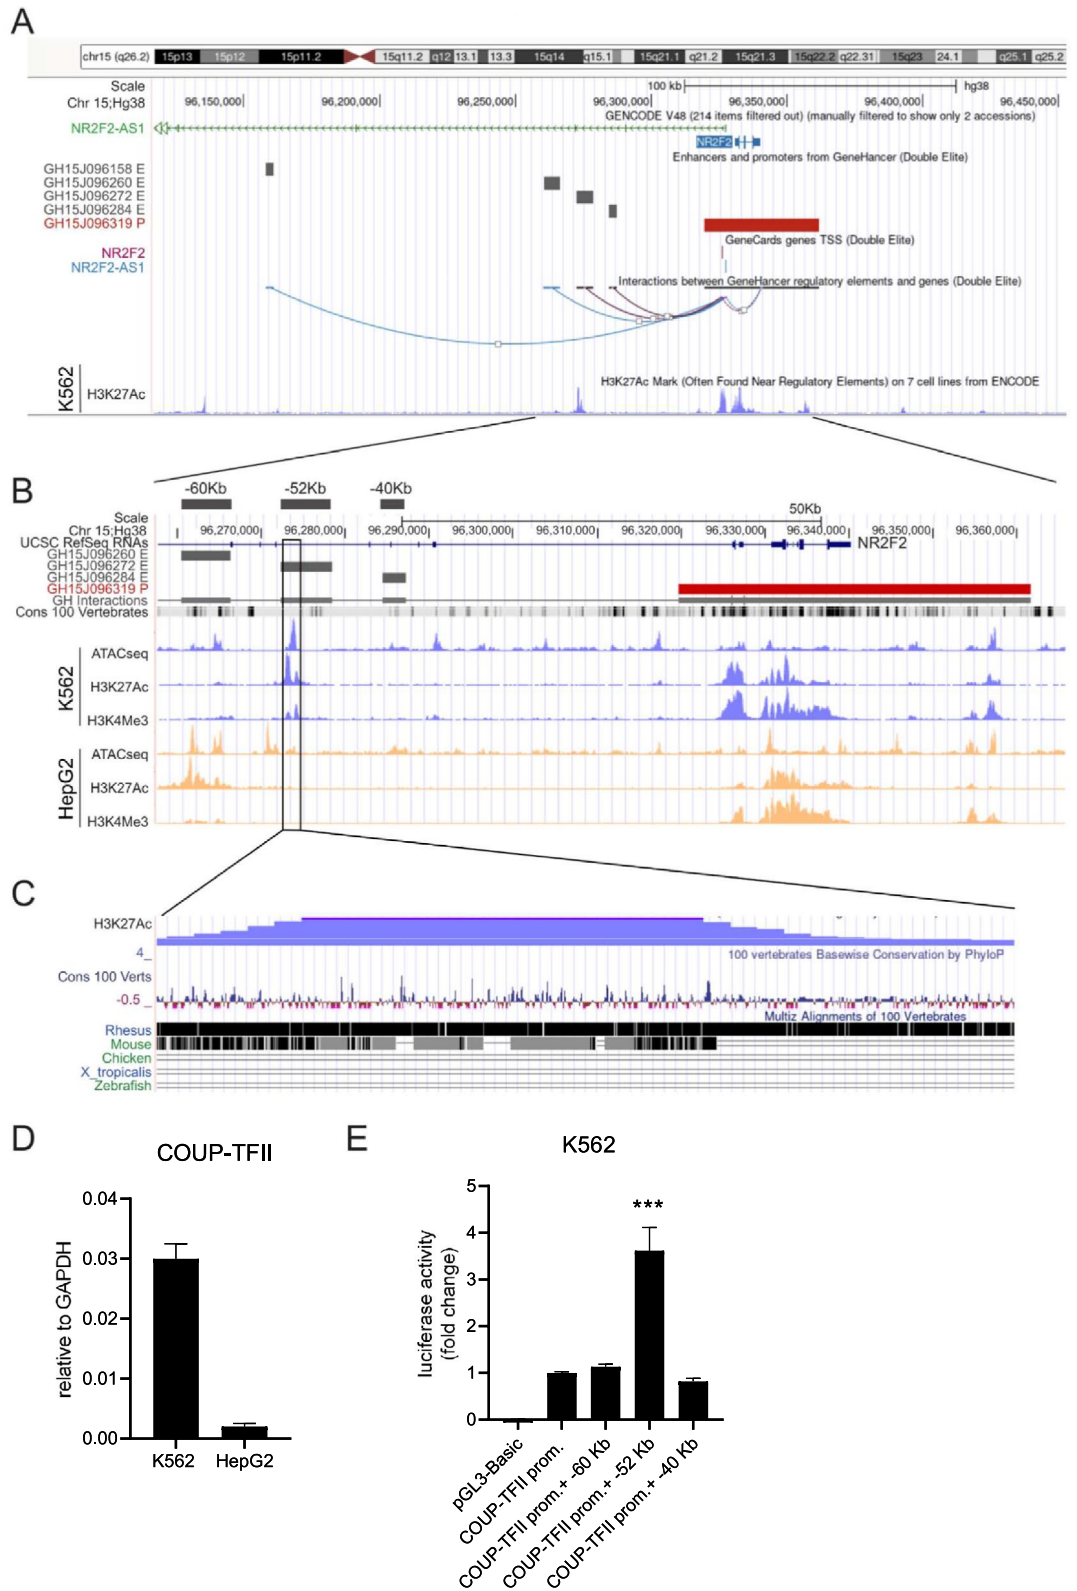 A
chr15 (q26.2) 15p13 15p12 15p11.2 15q11.2 q12 13.1 13.3 15q14 q15.1 15q21.1 q21.2 15q21.3 15q22.2 q22.31 15q23 24.1 q25.1 q25.2
Scale 100 kb hg38
Chr 15;Hg38 96,150,000 96,200,000 96,250,000 96,300,000 96,350,000 96,400,000 96,450,000
GENCODE V48 (214 items filtered out) (manually filtered to show only 2 accessions)
NR2F2-AS1
NR2F2
Enhancers and promoters from GeneHancer (Double Elite)
GH15J096158 E
GH15J096260 E
GH15J096272 E
GH15J096284 E
GH15J096319 P
GeneCards genes TSS (Double Elite)
NR2F2
NR2F2-AS1
Interactions between GeneHancer regulatory elements and genes (Double Elite)
K562
H3K27Ac
H3K27Ac Mark (Often Found Near Regulatory Elements) on 7 cell lines from ENCODE
B
-60Kb -52Kb -40Kb
Scale 50Kb
Chr 15;Hg38 96,270,000 96,280,000 96,290,000 96,300,000 96,310,000 96,320,000 96,330,000 96,340,000 96,350,000 96,360,000
UCSC RefSeq RNAs NR2F2
GH15J096260 E
GH15J096272 E
GH15J096284 E
GH15J096319 P
GH Interactions
Cons 100 Vertebrates
K562
ATACseq
H3K27Ac
H3K4Me3
HepG2
ATACseq
H3K27Ac
H3K4Me3
C
H3K27Ac
4_
100 vertebrates Basewise Conservation by PhyloP
Cons 100 Verts
-0.5_
Multiz Alignments of 100 Vertebrates
Rhesus
Mouse
Chicken
X_tropicalis
Zebrafish
D
COUP-TFII
relative to GAPDH
0.04
0.03
0.02
0.01
0.00
K562 HepG2
E
K562
luciferase activity
(fold change)
5
4
3
2
1
0
***
pGL3-Basic
COUP-TFII prom.
COUP-TFII prom.+ -60 Kb
COUP-TFII prom.+ -52 Kb
COUP-TFII prom.+ -40 Kb